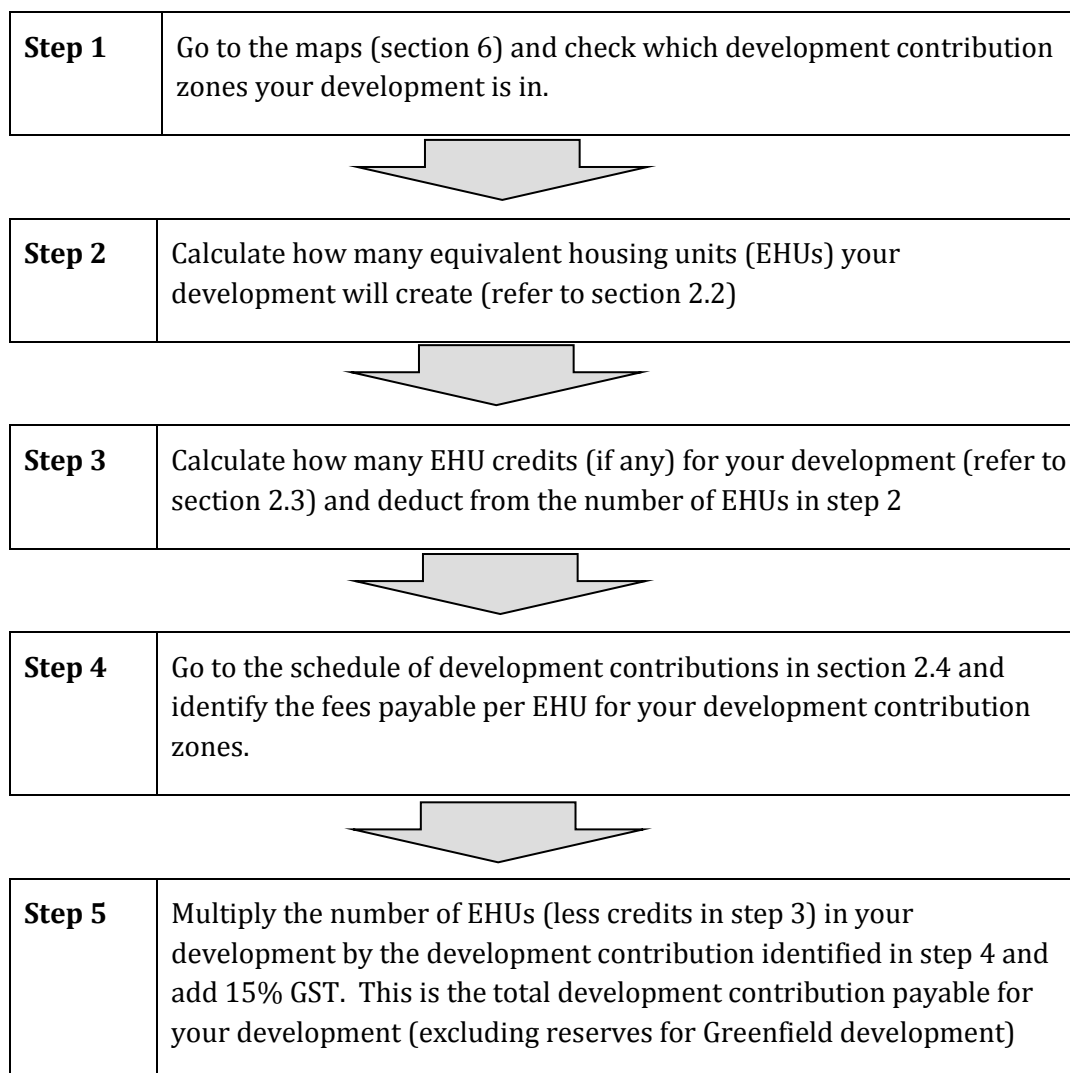 Step 1 Go to the maps (section 6) and check which development contribution
zones your development is in.
Step 2 Calculate how many equivalent housing units (EHUs) your
development will create (refer to section 2.2)
Step 3 Calculate how many EHU credits (if any) for your development (refer to
section 2.3) and deduct from the number of EHUs in step 2
Step 4 Go to the schedule of development contributions in section 2.4 and
identify the fees payable per EHU for your development contribution
zones.
Step 5 Multiply the number of EHUs (less credits in step 3) in your
development by the development contribution identified in step 4 and
add 15% GST.  This is the total development contribution payable for
your development (excluding reserves for Greenfield development)